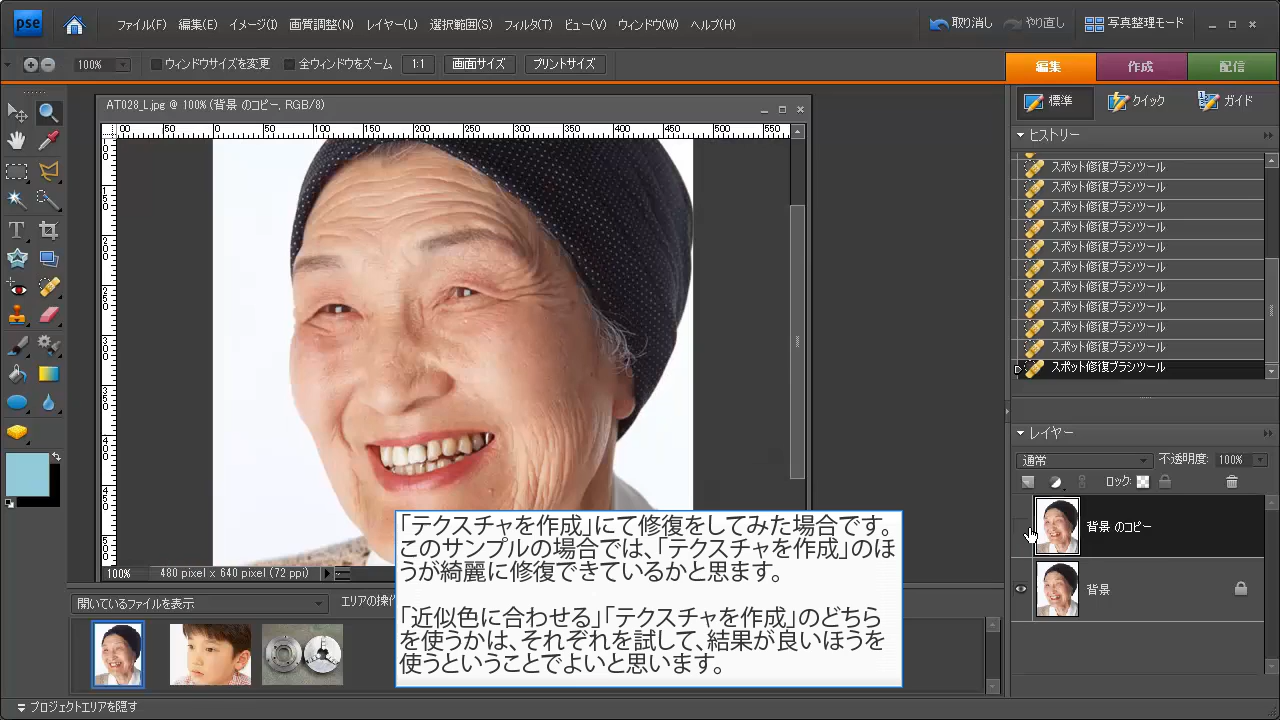 pse
ファイル(F) 編集(E) イメージ(I) 画質調整(N) レイヤー(L) 選択範囲(S) フィルタ(T) ビュー(V) ウィンドウ(W) ヘルプ(H)
取り消し やり直し 写真整理モード
100% ウィンドウサイズを変更 全ウィンドウをズーム 1:1 画面サイズ プリントサイズ
編集 作成 配信
標準 クイック ガイド
AT028_L.jpg @ 100% (背景 のコピー, RGB/8)
00 50 0 50 100 150 200 250 300 350 400 450 500 550
ヒストリー
スポット修復ブラシツール
スポット修復ブラシツール
スポット修復ブラシツール
スポット修復ブラシツール
スポット修復ブラシツール
スポット修復ブラシツール
スポット修復ブラシツール
スポット修復ブラシツール
スポット修復ブラシツール
スポット修復ブラシツール
スポット修復ブラシツール
レイヤー
通常 不透明度: 100%
ロック:
背景 のコピー
背景
100% 480 pixel x 640 pixel (72 ppi)
「テクスチャを作成」にて修復をしてみた場合です。
このサンプルの場合では、「テクスチャを作成」のほ
うが綺麗に修復できているかと思ます。
「近似色に合わせる」「テクスチャを作成」のどちら
を使うかは、それぞれを試して、結果が良いほうを
使うということでよいと思います。
開いているファイルを表示 エリアの操作
プロジェクトエリアを隠す